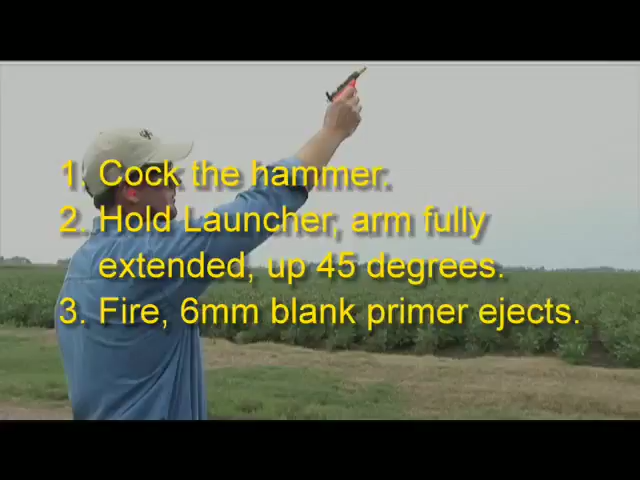 1. Cock the hammer.
2. Hold Launcher, arm fully
extended, up 45 degrees.
3. Fire, 6mm blank primer ejects.